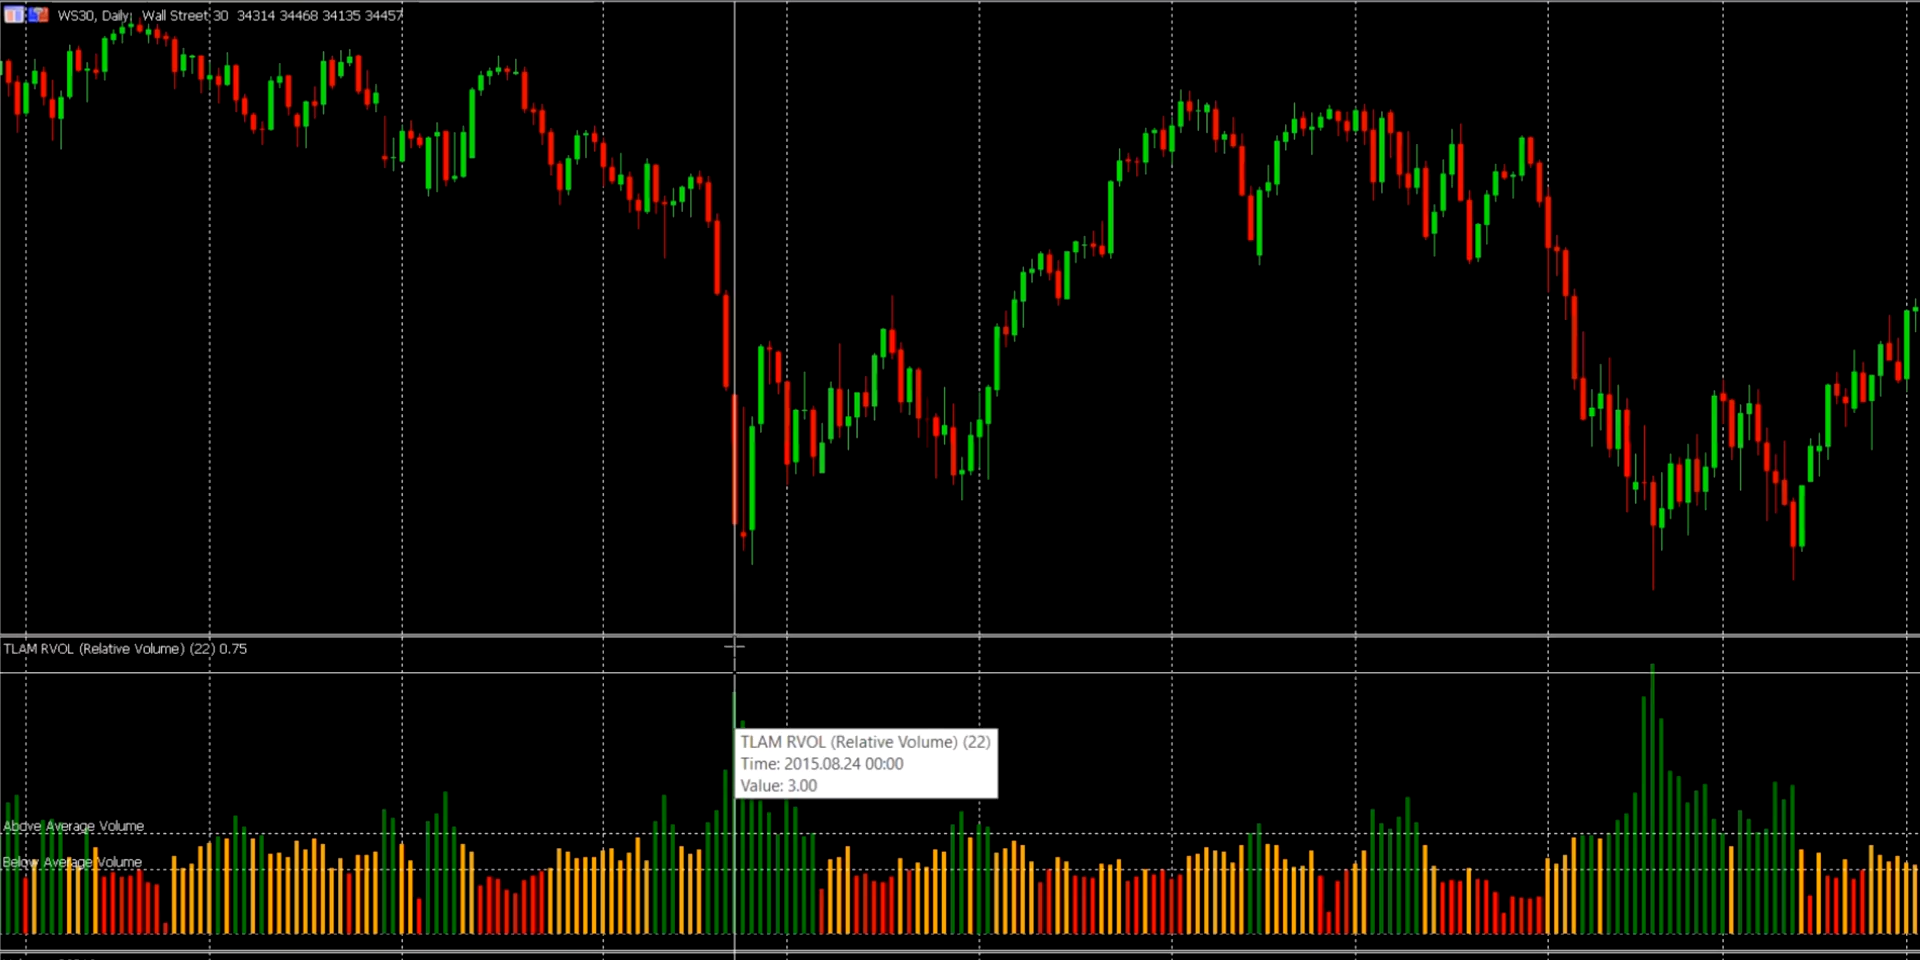 WS30, Daily: Wall Street 30 34314 34468 34135 34457
TLAM RVOL (Relative Volume) (22) 0.75
TLAM RVOL (Relative Volume) (22)
Time: 2015.08.24 00:00
Value: 3.00
Above Average Volume
Below Average Volume